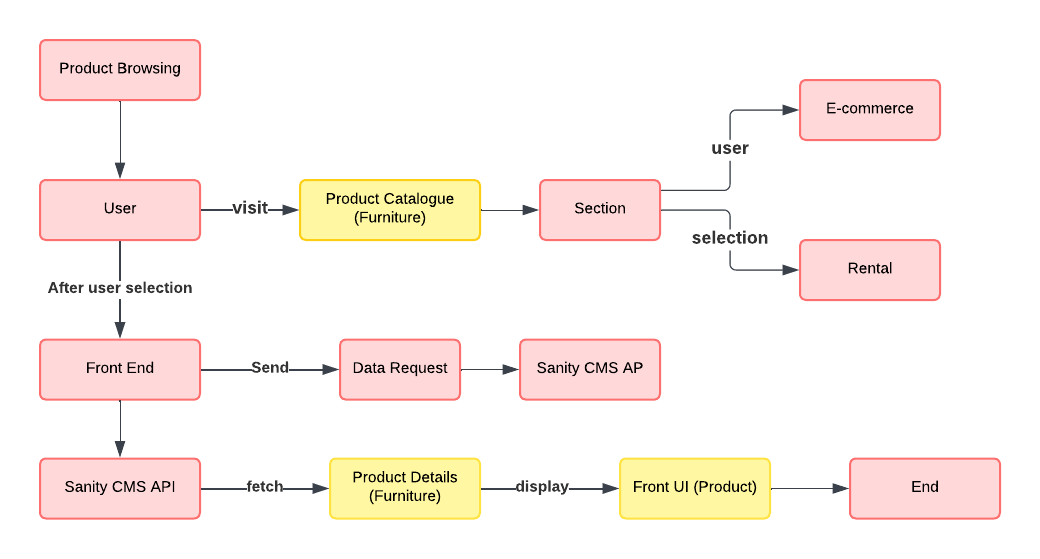 Product Browsing
E-commerce
user
User
visit
Product Catalogue
(Furniture)
Section
selection
Rental
After user selection
Front End
Send
Data Request
Sanity CMS AP
Sanity CMS API
fetch
Product Details
(Furniture)
display
Front UI (Product)
End